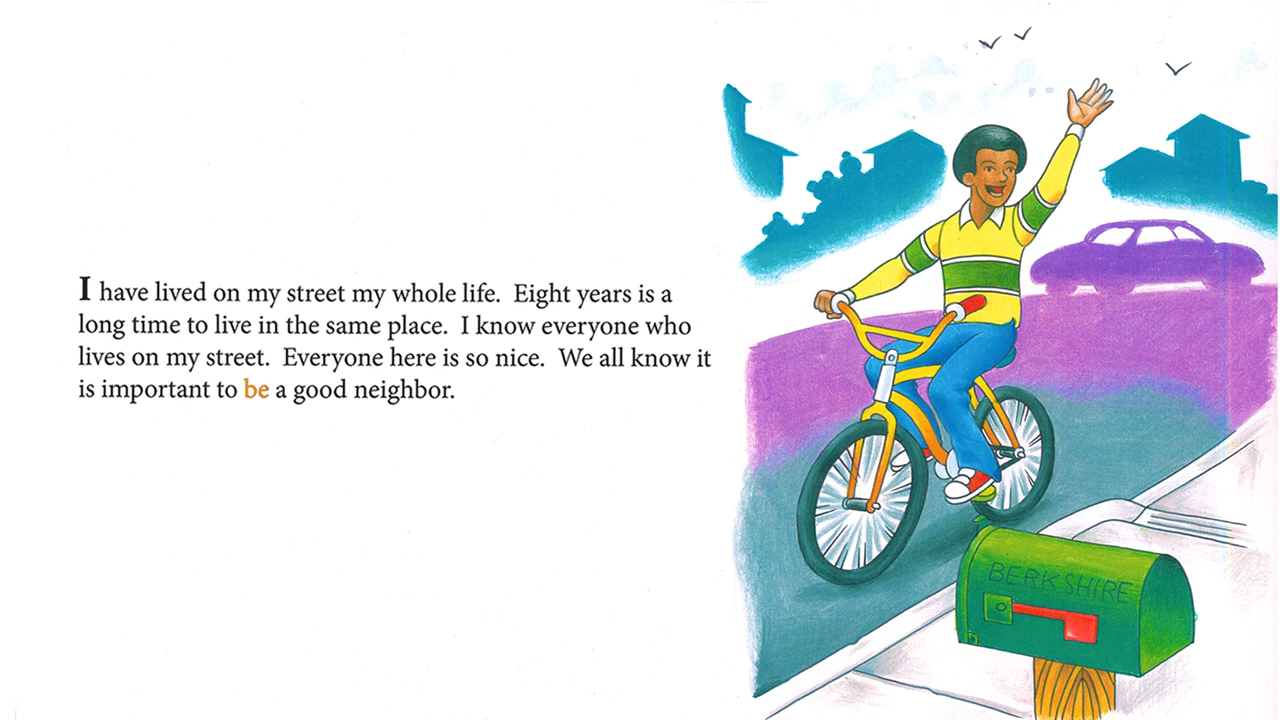 I have lived on my street my whole life.  Eight years is a
long time to live in the same place.  I know everyone who
lives on my street.  Everyone here is so nice.  We all know it
is important to be a good neighbor.
BERKSHIRE